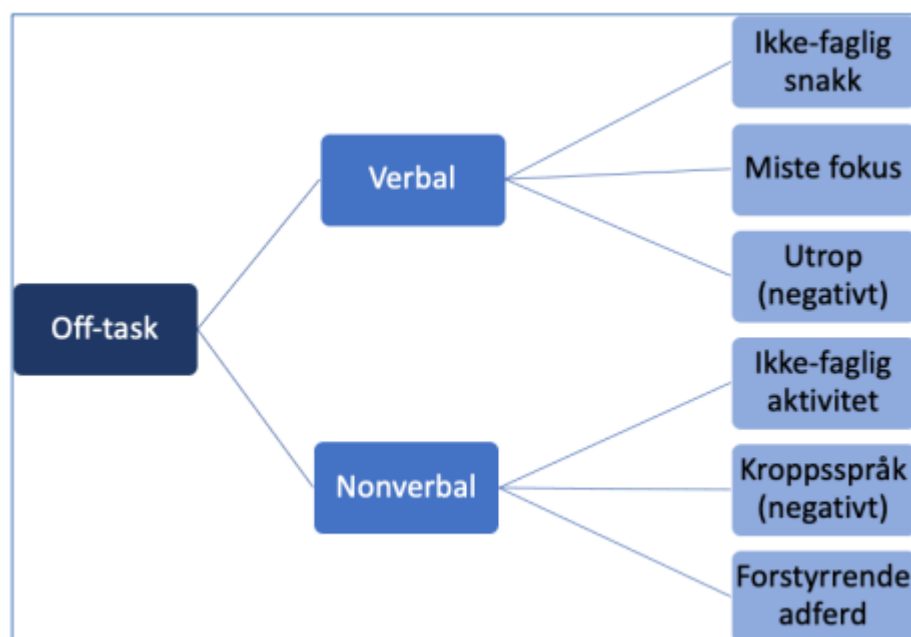 Off-task
Verbal
Ikke-faglig
snakk
Miste fokus
Utrop
(negativt)
Nonverbal
Ikke-faglig
aktivitet
Kroppsspråk
(negativt)
Forstyrrende
adferd